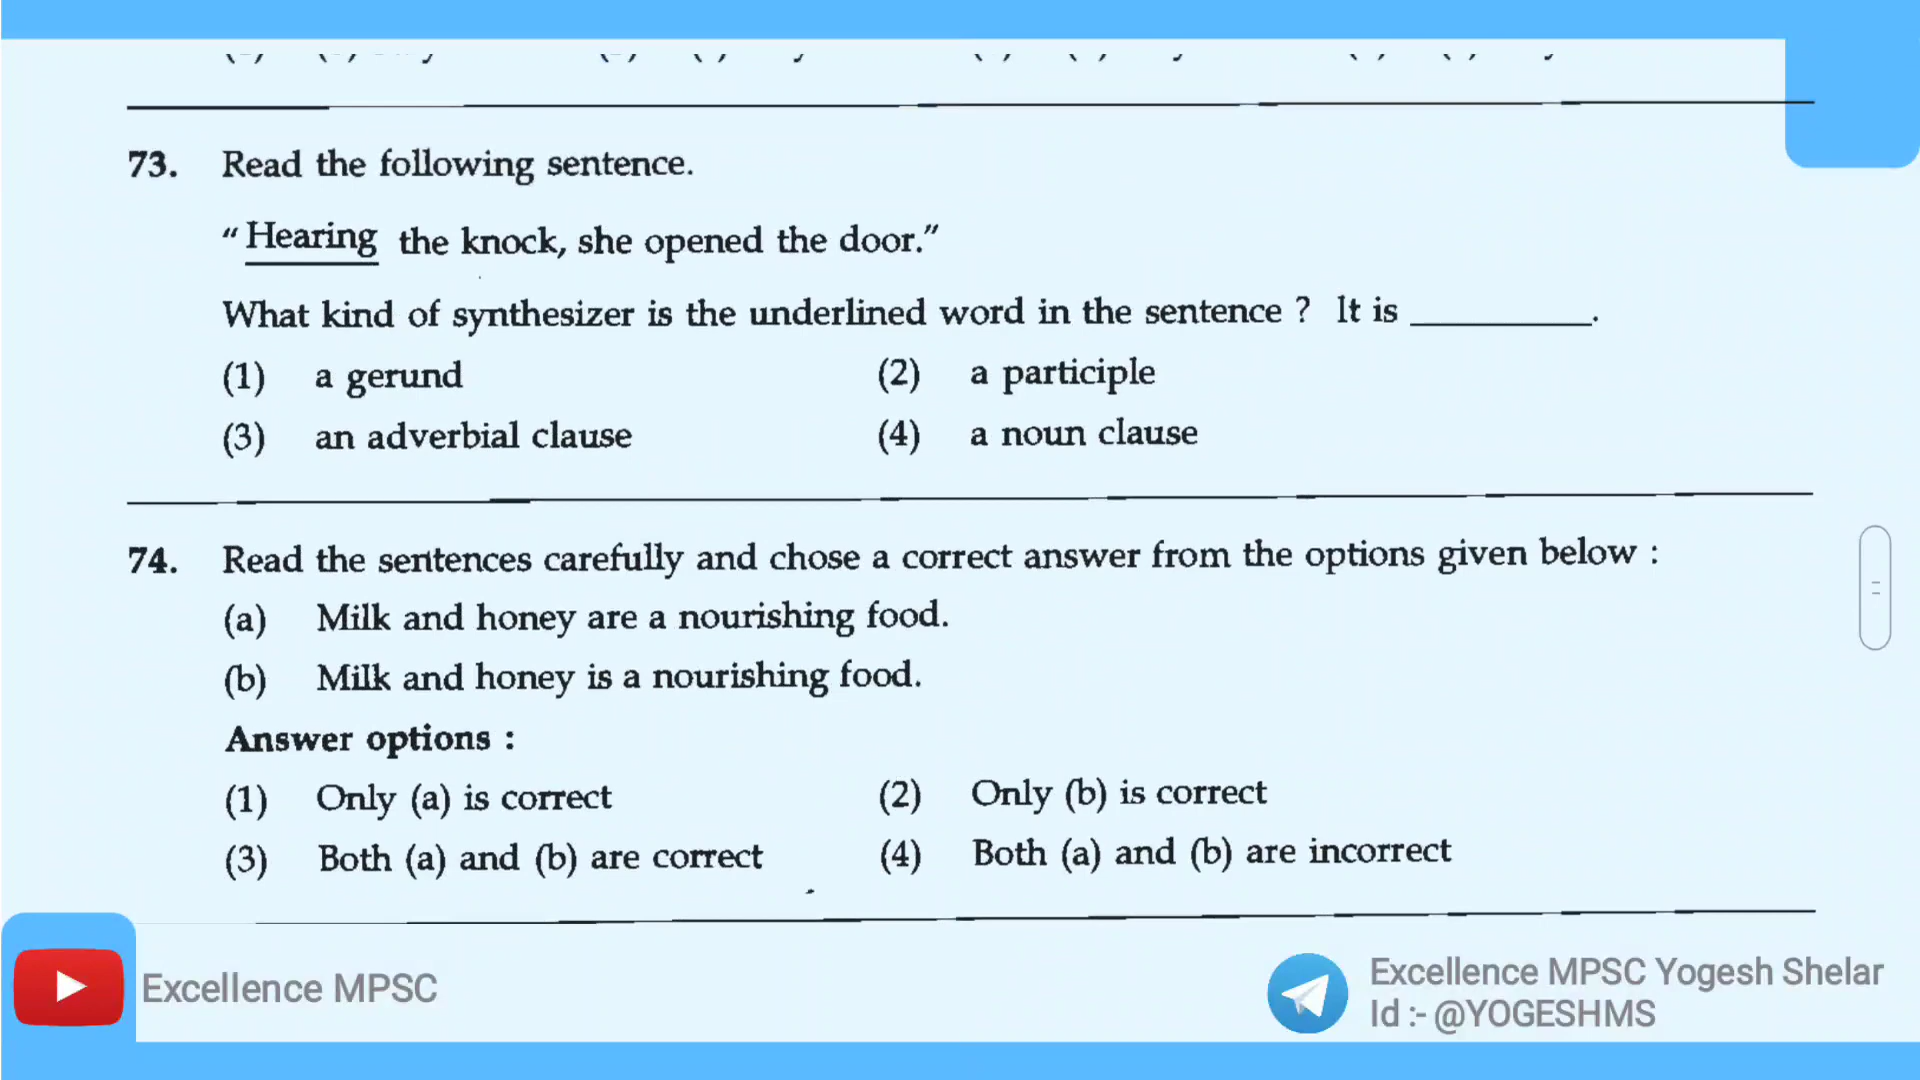 73. Read the following sentence.
"Hearing the knock, she opened the door."
What kind of synthesizer is the underlined word in the sentence ? It is __________.
(1) a gerund (2) a participle
(3) an adverbial clause (4) a noun clause
74. Read the sentences carefully and chose a correct answer from the options given below :
(a) Milk and honey are a nourishing food.
(b) Milk and honey is a nourishing food.
Answer options :
(1) Only (a) is correct (2) Only (b) is correct
(3) Both (a) and (b) are correct (4) Both (a) and (b) are incorrect
Excellence MPSC
Excellence MPSC Yogesh Shelar
Id :- @YOGESHMS